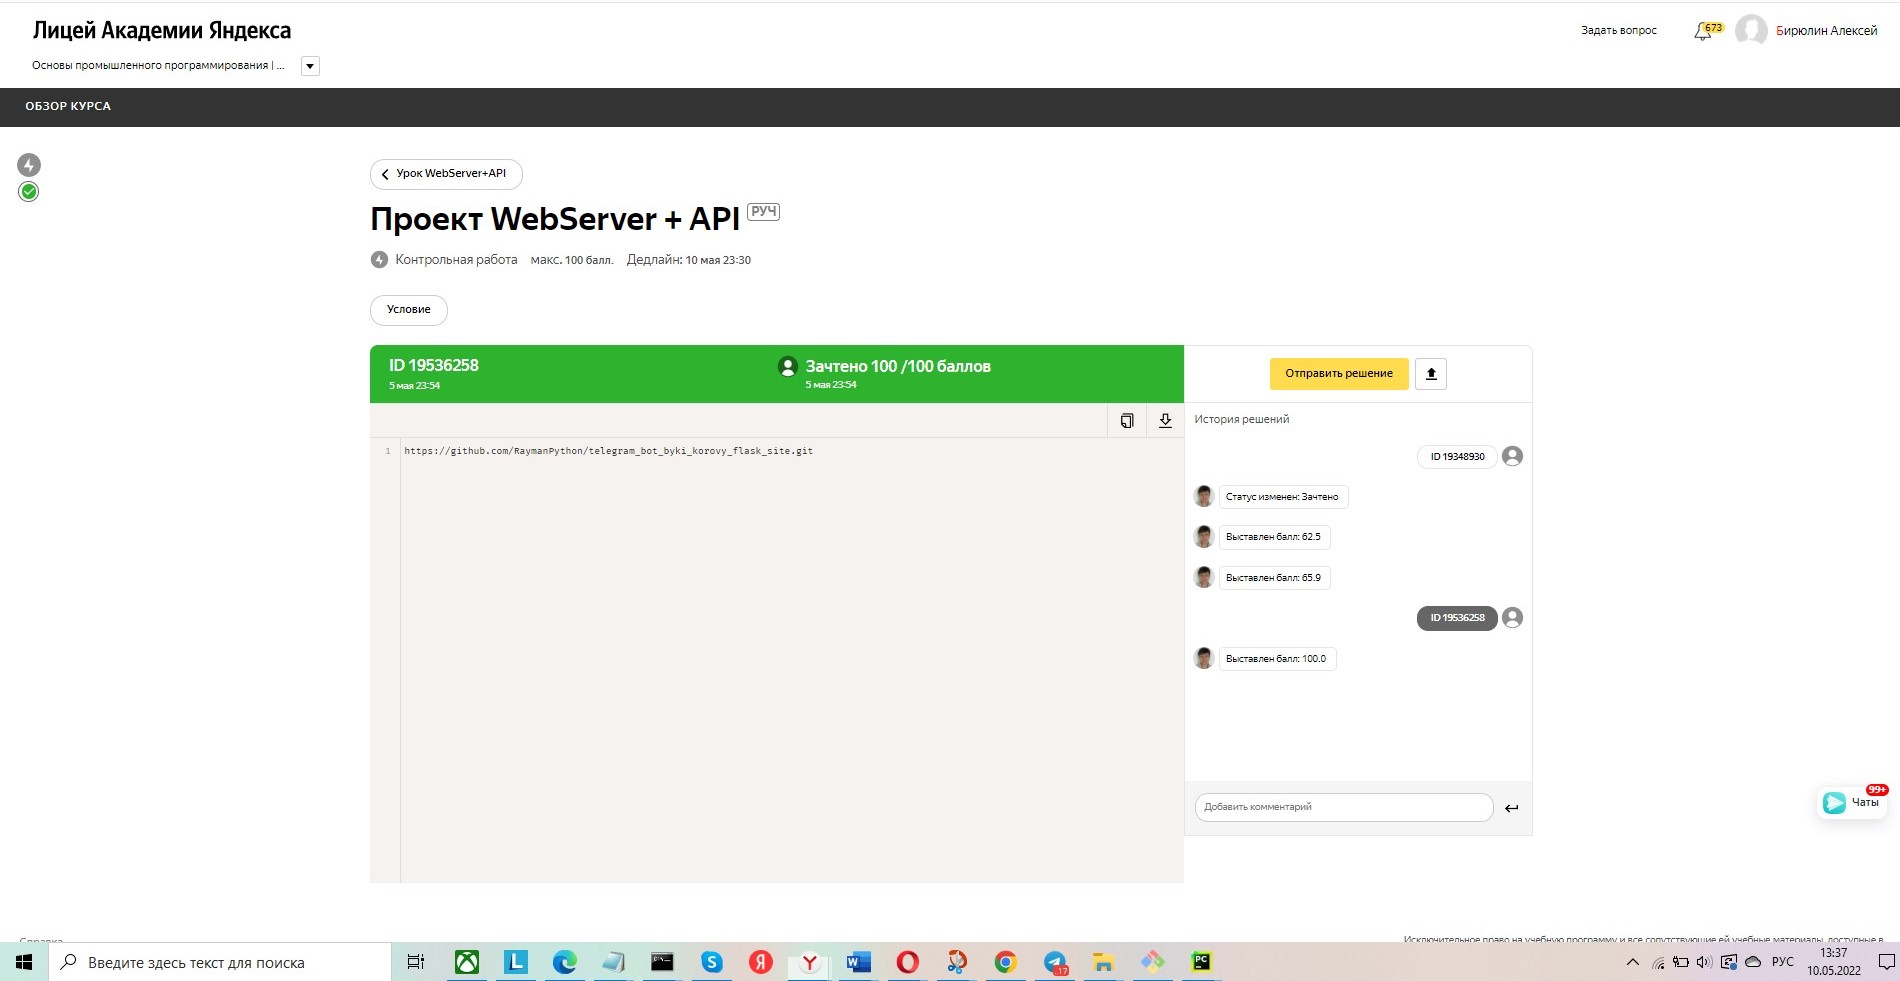 Лицей Академии Яндекса
Задать вопрос
673
Бирюлин Алексей
Основы промышленного программирования | ...
ОБЗОР КУРСА
Урок WebServer+API
Проект WebServer + API РУЧ
Контрольная работа макс. 100 балл. Дедлайн: 10 мая 23:30
Условие
ID 19536258
5 мая 23:54
Зачтено 100 /100 баллов
5 мая 23:54
Отправить решение
1 https://github.com/RaymanPython/telegram_bot_byki_korovy_flask_site.git
История решений
ID 19348930
Статус изменен: Зачтено
Выставлен балл: 62.5
Выставлен балл: 65.9
ID 19536258
Выставлен балл: 100.0
Добавить комментарий
99+
Чаты
Справка
Исключительное право на учебную программу и все сопутствующие ей учебные материалы, доступные в
Введите здесь текст для поиска
17
РУС
13:37
10.05.2022